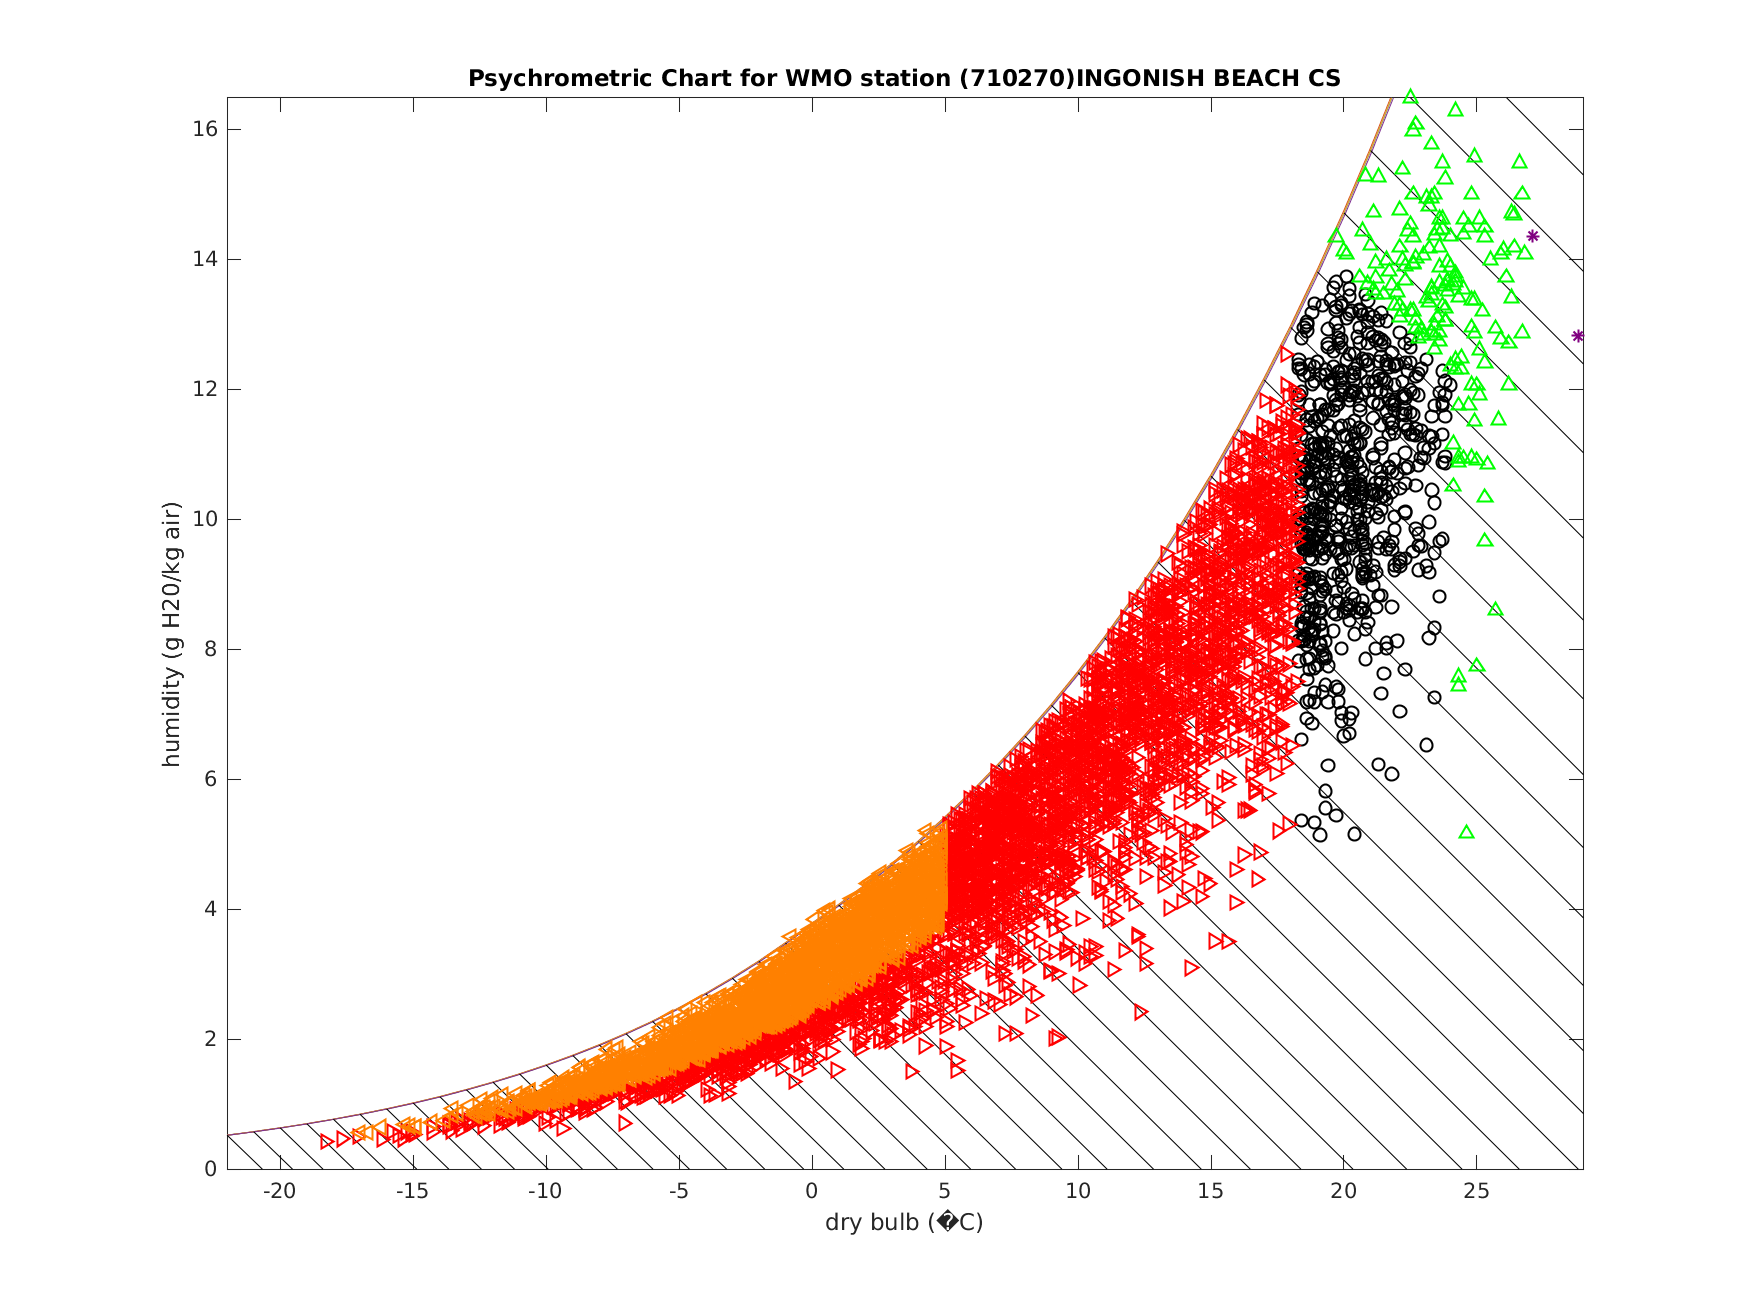 Psychrometric Chart for WMO station (710270)INGONISH BEACH CS
humidity (g H20/kg air)
16
14
12
10
8
6
4
2
0
-20 -15 -10 -5 0 5 10 15 20 25
dry bulb (�C)